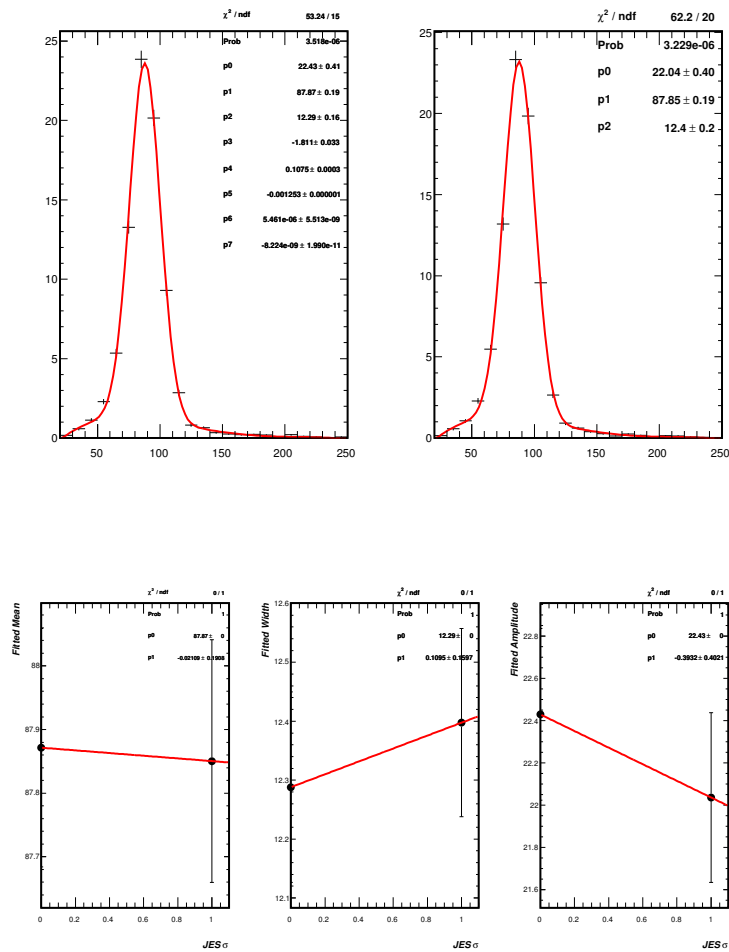 χ² / ndf 53.24 / 15
Prob 3.518e-06
p0 22.43 ± 0.41
p1 87.87 ± 0.19
p2 12.29 ± 0.16
p3 -1.811 ± 0.033
p4 0.1075 ± 0.0003
p5 -0.001253 ± 0.000001
p6 5.461e-06 ± 5.513e-09
p7 -8.224e-09 ± 1.990e-11
25
20
15
10
5
0
50 100 150 200 250
χ² / ndf 62.2 / 20
Prob 3.229e-06
p0 22.04 ± 0.40
p1 87.85 ± 0.19
p2 12.4 ± 0.2
25
20
15
10
5
0
50 100 150 200 250
χ² / ndf 0 / 1
Prob 1
p0 87.87 ± 0
p1 -0.02109 ± 0.1908
Fitted Mean
88
87.9
87.8
87.7
0 0.2 0.4 0.6 0.8 1
JES σ
χ² / ndf 0 / 1
Prob 1
p0 12.29 ± 0
p1 0.1095 ± 0.1597
Fitted Width
12.6
12.5
12.4
12.3
12.2
12.1
0 0.2 0.4 0.6 0.8 1
JES σ
χ² / ndf 0 / 1
Prob 1
p0 22.43 ± 0
p1 -0.3932 ± 0.4021
Fitted Amplitude
22.8
22.6
22.4
22.2
22
21.8
21.6
0 0.2 0.4 0.6 0.8 1
JES σ